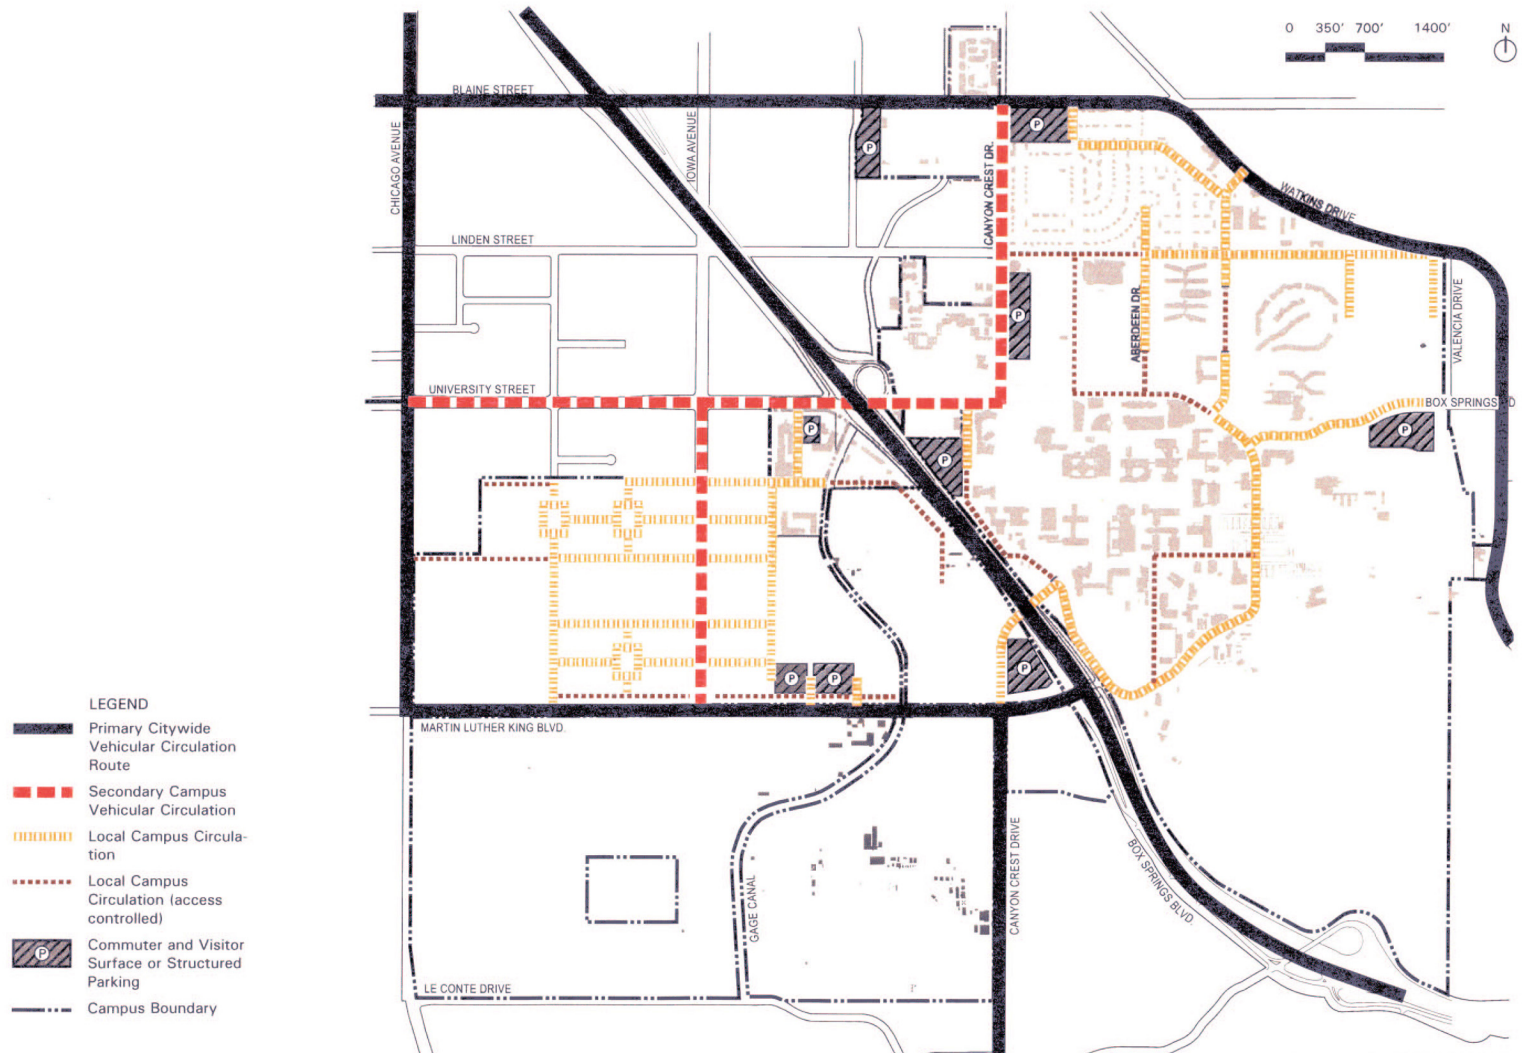 0 350' 700' 1400'
N
BLAINE STREET
CHICAGO AVENUE
IOWA AVENUE
CANYON CREST DR.
WATKINS DRIVE
LINDEN STREET
ABERDEEN DR.
VALENCIA DRIVE
UNIVERSITY STREET
BOX SPRINGS
P
P
P
P
P
P
P
P
P
MARTIN LUTHER KING BLVD.
GAGE CANAL
CANYON CREST DRIVE
BOX SPRINGS BLVD.
LE CONTE DRIVE
LEGEND
Primary Citywide
Vehicular Circulation
Route
Secondary Campus
Vehicular Circulation
Local Campus Circula-
tion
Local Campus
Circulation (access
controlled)
P
Commuter and Visitor
Surface or Structured
Parking
Campus Boundary